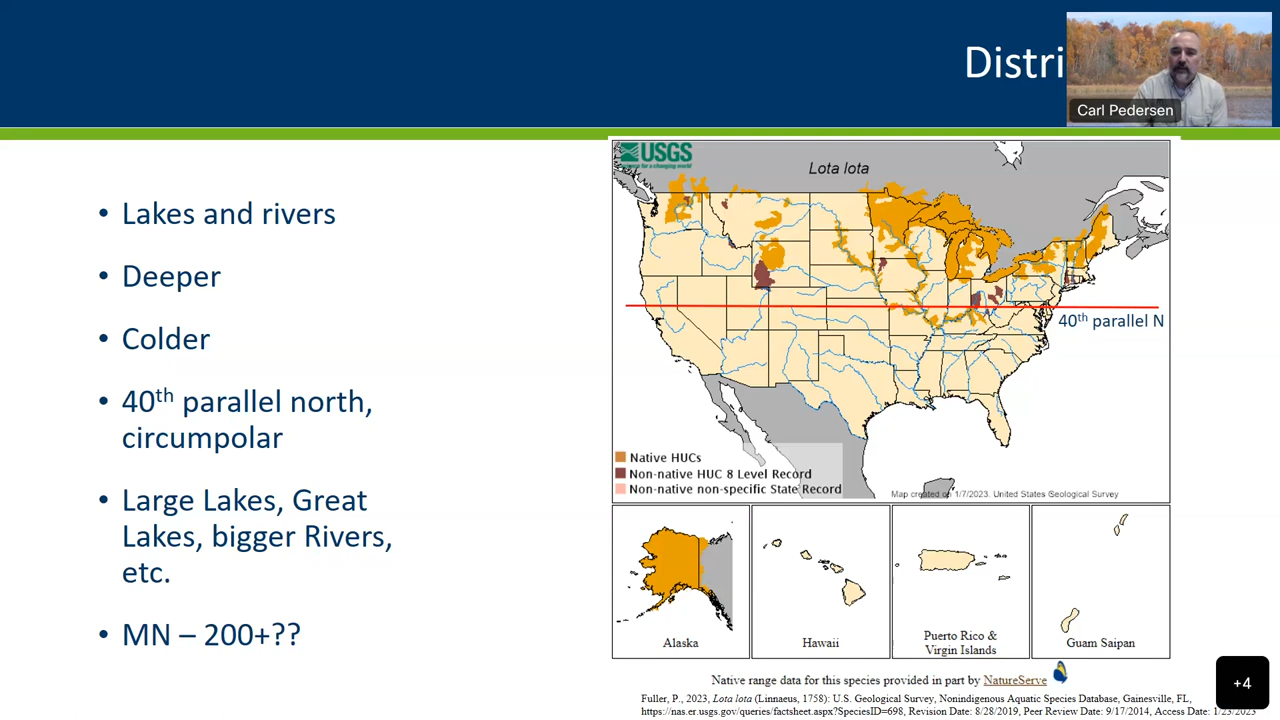 Distri
Carl Pedersen
• Lakes and rivers
• Deeper
• Colder
• 40th parallel north,
circumpolar
• Large Lakes, Great
Lakes, bigger Rivers,
etc.
• MN – 200+??
USGS
science for a changing world
Lota lota
40th parallel N
Native HUCs
Non-native HUC 8 Level Record
Non-native non-specific State Record
Map created on 1/7/2023. United States Geological Survey
Alaska
Hawaii
Puerto Rico &
Virgin Islands
Guam Saipan
Native range data for this species provided in part by NatureServe
Fuller, P., 2023, Lota lota (Linnaeus, 1758): U.S. Geological Survey, Nonindigenous Aquatic Species Database, Gainesville, FL,
https://nas.er.usgs.gov/queries/factsheet.aspx?SpeciesID=698, Revision Date: 8/28/2019, Peer Review Date: 9/17/2014, Access Date: 1/23/2023
+4